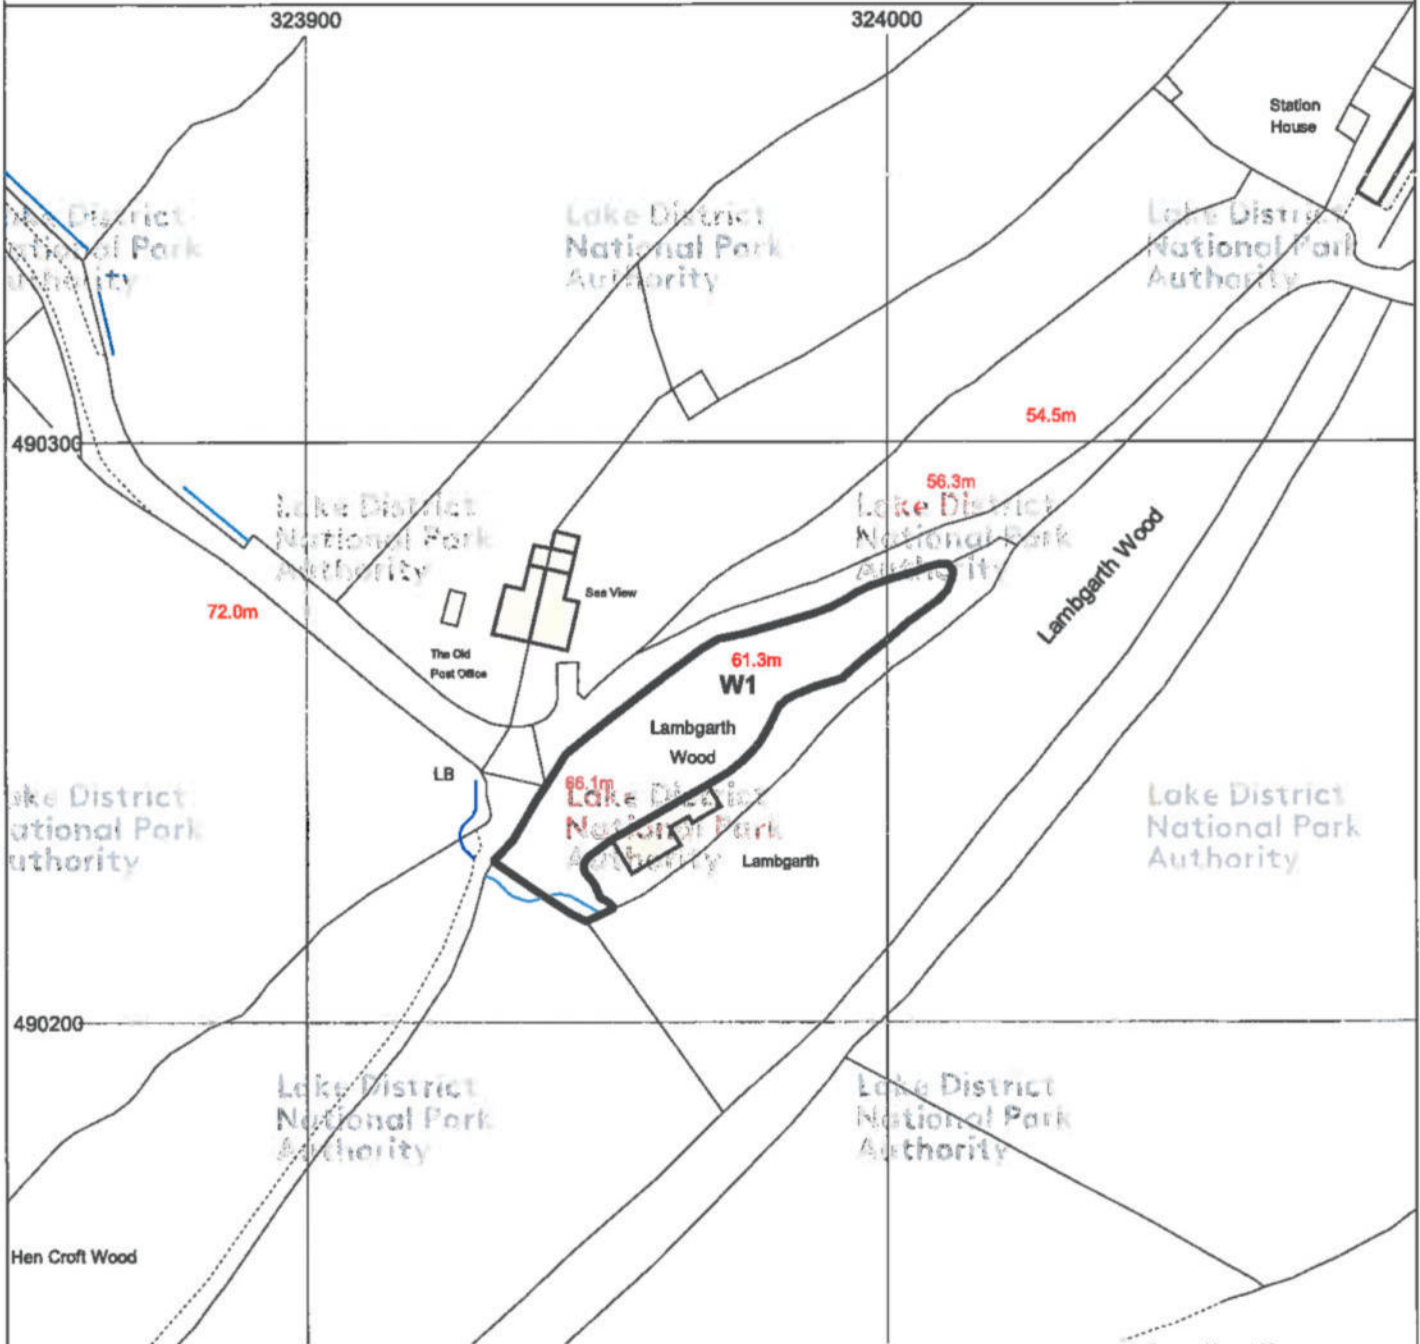 323900
324000
Station
House
Lake District
National Park
Authority
Lake District
National Park
Authority
Lake District
National Park
Authority
54.5m
490300
56.3m
Lake District
National Park
Authority
Lake District
National Park
Authority
Lambgarth Wood
Sea View
72.0m
The Old
Post Office
61.3m
W1
Lambgarth
Wood
LB
66.1m
ake District
ational Park
uthority
Lake District
National Park
Authority
Lake District
National Park
Authority
Lambgarth
490200
Lake District
National Park
Authority
Lake District
National Park
Authority
Hen Croft Wood